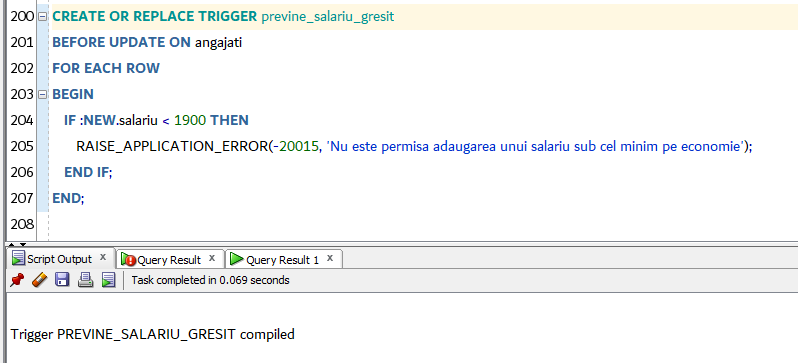 200 CREATE OR REPLACE TRIGGER previne_salariu_gresit
201 BEFORE UPDATE ON angajati
202 FOR EACH ROW
203 BEGIN
204 IF :NEW.salariu < 1900 THEN
205 RAISE_APPLICATION_ERROR(-20015, 'Nu este permisa adaugarea unui salariu sub cel minim pe economie');
206 END IF;
207 END;
208
Script Output x Query Result x Query Result 1 x
Task completed in 0.069 seconds
Trigger PREVINE_SALARIU_GRESIT compiled